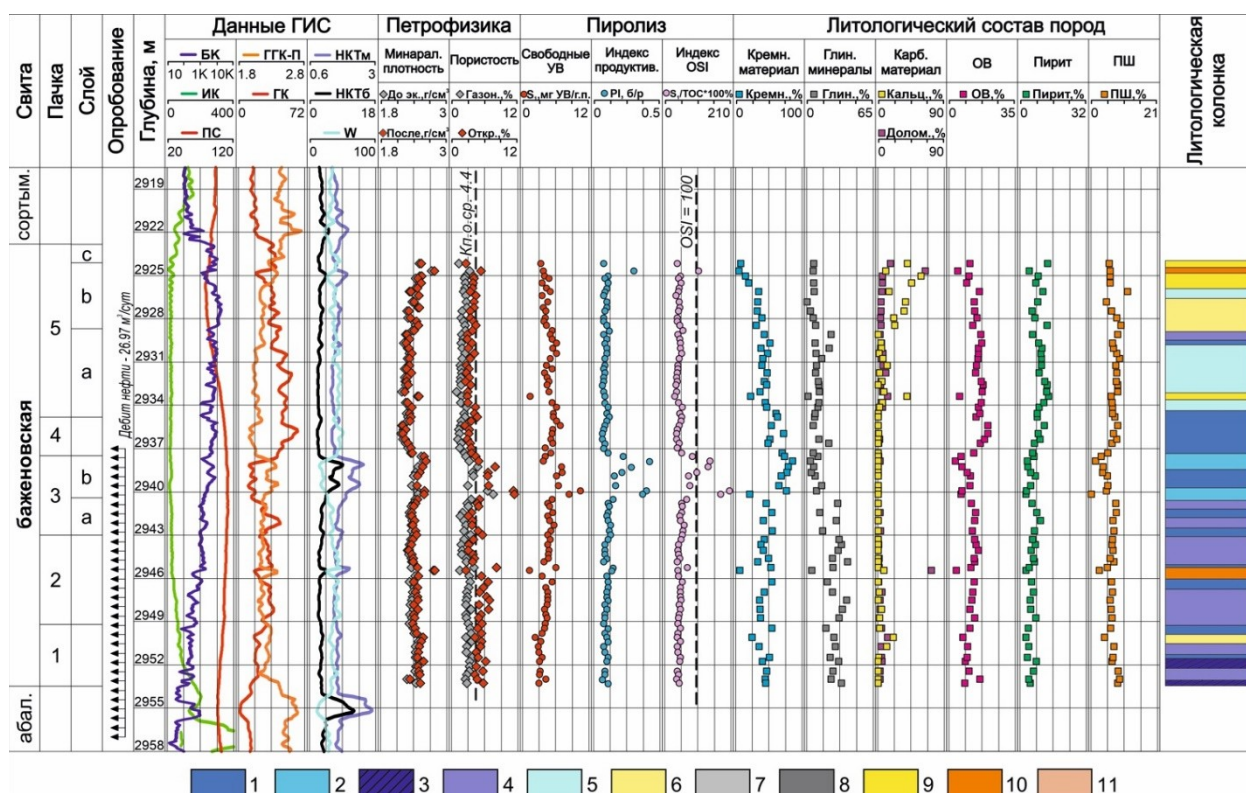 Данные ГИС
Петрофизика
Пиролиз
Литологический состав пород
Свита
Пачка
Слой
Опробование
Глубина, м
БК
10 1K 10K
ИК
0 400
ПС
20 120
ГГК-П
1.8 2.8
ГК
0 72
НКТм
0.6 3
НКТб
0 18
W
0 100
Минарал. плотность
До эк.,г/см³
После,г/см³
1.8 3
Пористость
Газон.,%
Откр.,%
0 12
Свободные УВ
S₁,мг УВ/г.п.
0 12
Индекс продуктив.
PI, б/р
0 0.5
Индекс OSI
S₁/TOC*100%
0 210
Кремн. материал
Кремн.,%
0 100
Глин. минералы
Глин.,%
0 65
Карб. материал
Кальц.,%
0 90
Долом.,%
0 90
ОВ
ОВ,%
0 35
Пирит
Пирит,%
0 32
ПШ
ПШ,%
0 21
Литологическая колонка
сортым.
баженовская
абал.
5
4
3
2
1
c
b
a
b
a
Дебит нефти - 26.97 м³/сут
2919
2922
2925
2928
2931
2934
2937
2940
2943
2946
2949
2952
2955
2958
Кп.о.ср. 4.4
OSI = 100
1
2
3
4
5
6
7
8
9
10
11